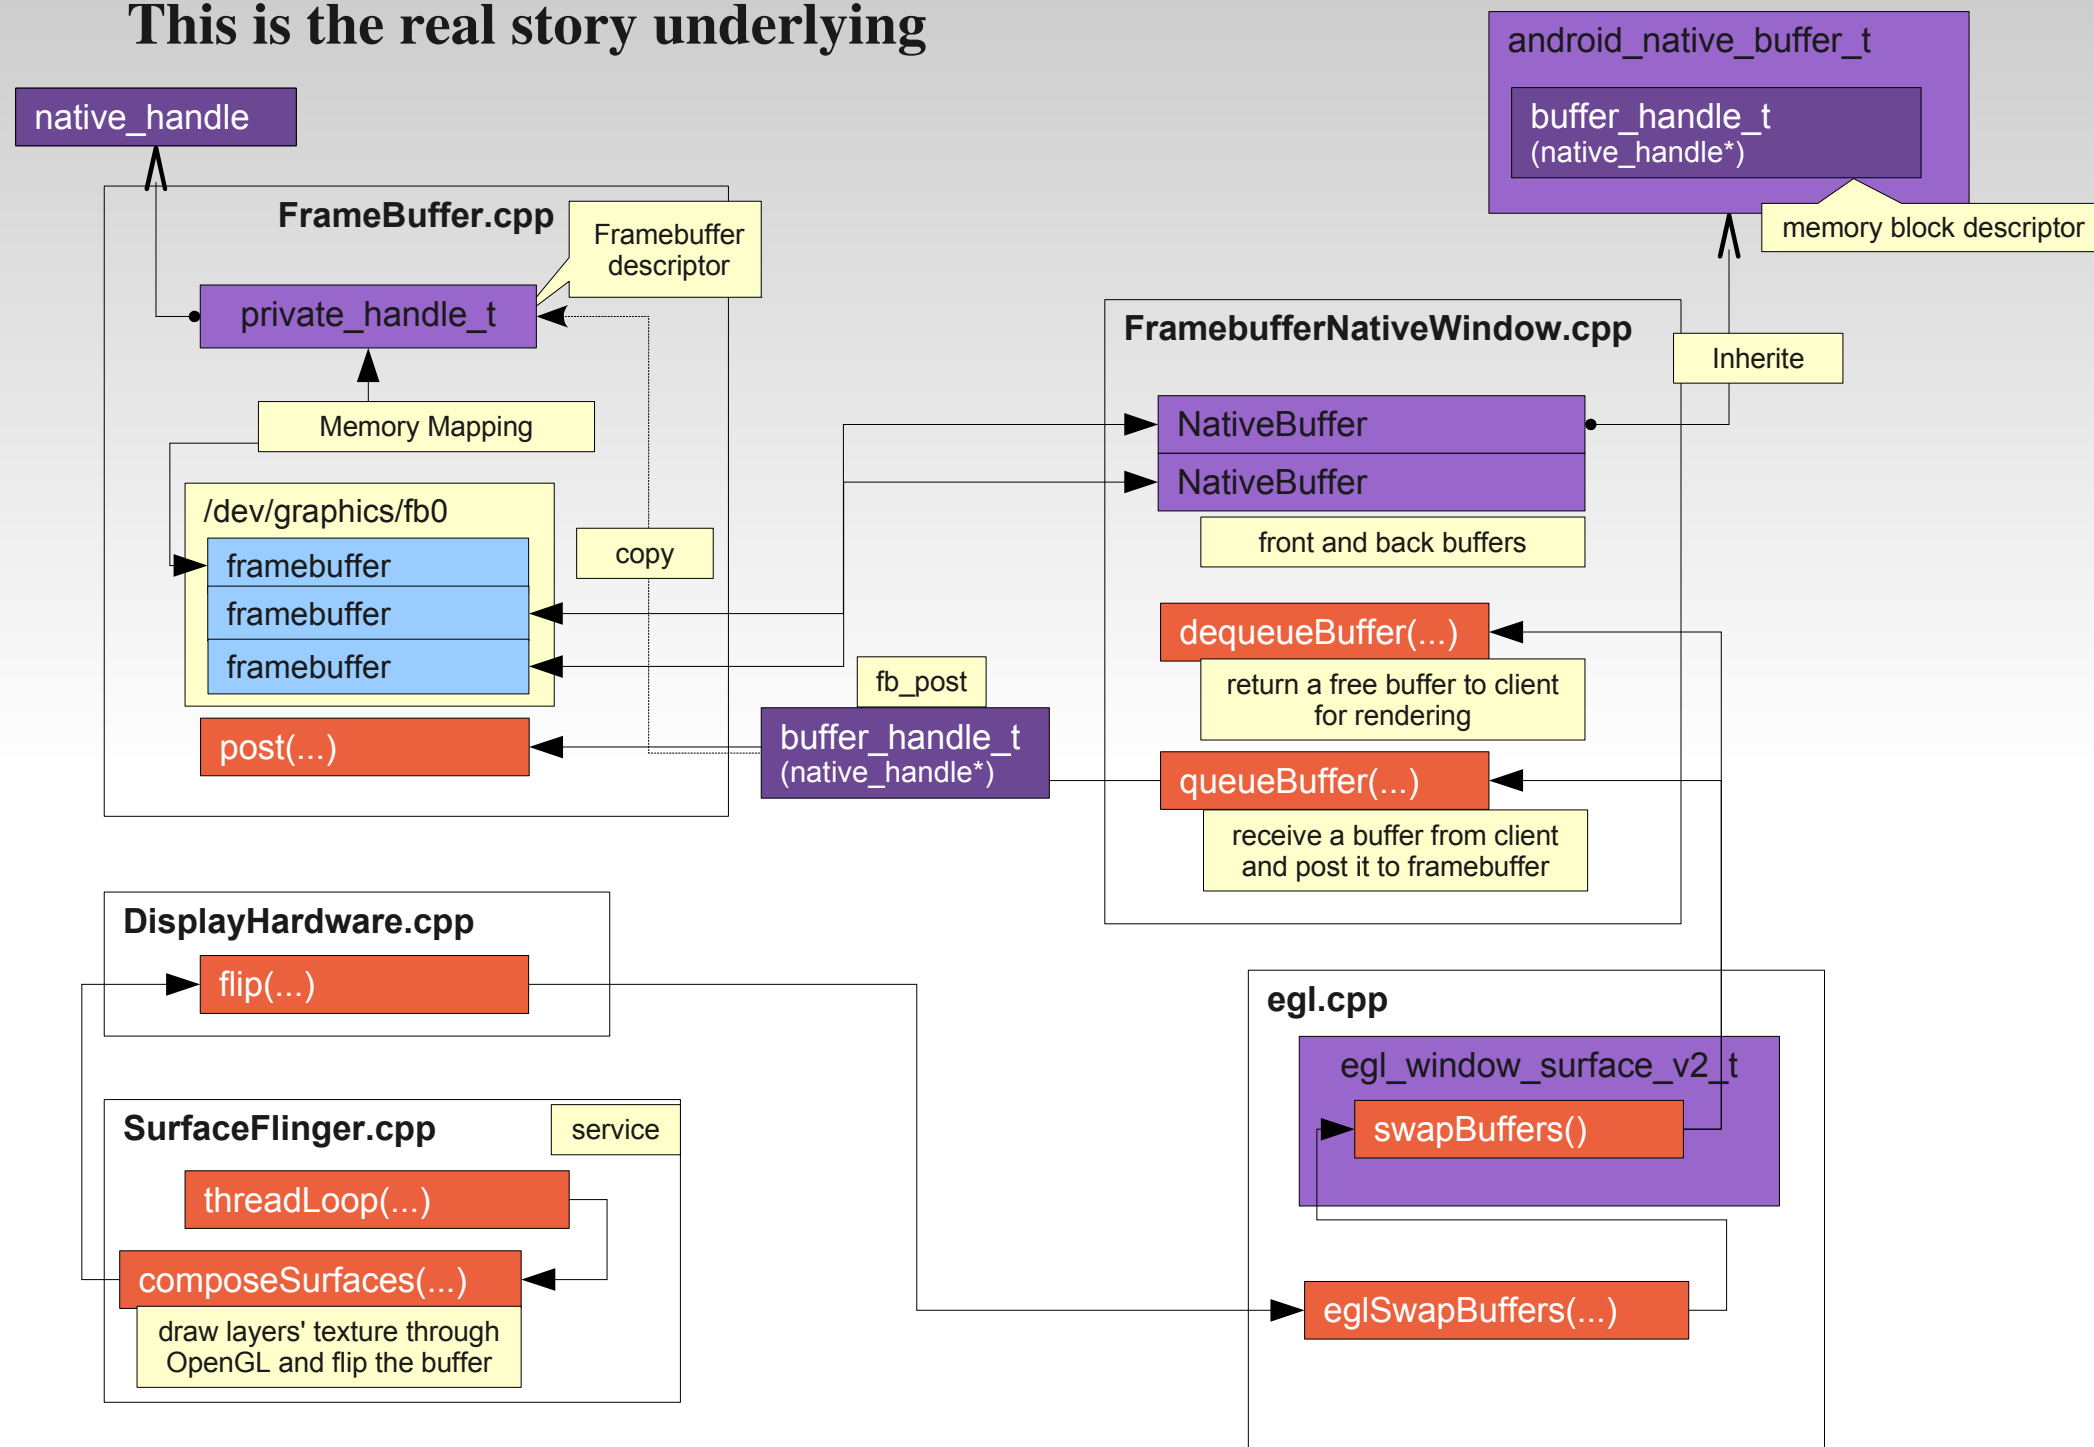 This is the real story underlying
native_handle
FrameBuffer.cpp
Framebuffer
descriptor
private_handle_t
Memory Mapping
/dev/graphics/fb0
framebuffer
framebuffer
framebuffer
copy
post(...)
fb_post
buffer_handle_t
(native_handle*)
android_native_buffer_t
buffer_handle_t
(native_handle*)
memory block descriptor
Inherite
FramebufferNativeWindow.cpp
NativeBuffer
NativeBuffer
front and back buffers
dequeueBuffer(...)
return a free buffer to client
for rendering
queueBuffer(...)
receive a buffer from client
and post it to framebuffer
DisplayHardware.cpp
flip(...)
SurfaceFlinger.cpp
service
threadLoop(...)
composeSurfaces(...)
draw layers' texture through
OpenGL and flip the buffer
egl.cpp
egl_window_surface_v2_t
swapBuffers()
eglSwapBuffers(...)